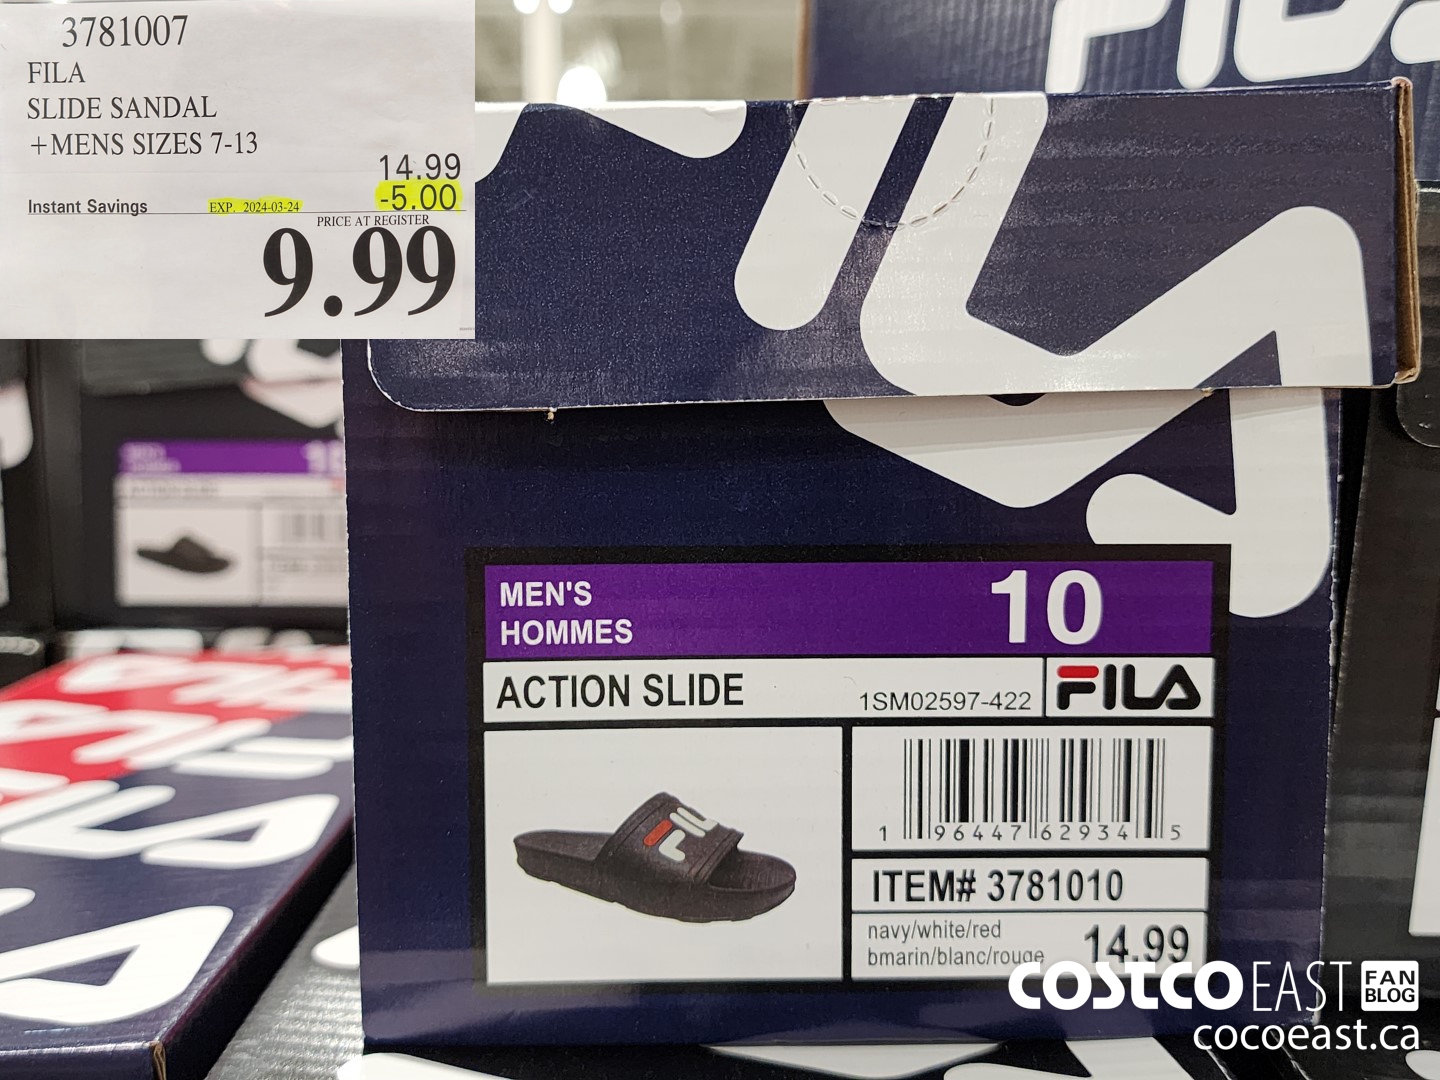 3781007
FILA
SLIDE SANDAL
+MENS SIZES 7-13
14.99
Instant Savings EXP. 2024-03-24 -5.00
PRICE AT REGISTER
9.99
MEN'S 10
HOMMES
ACTION SLIDE 1SM02597-422 FILA
FILA
1 96447 62934 5
ITEM# 3781010
navy/white/red 14.99
bmarin/blanc/rouge
COSTCO EAST FAN BLOG
cocoeast.ca